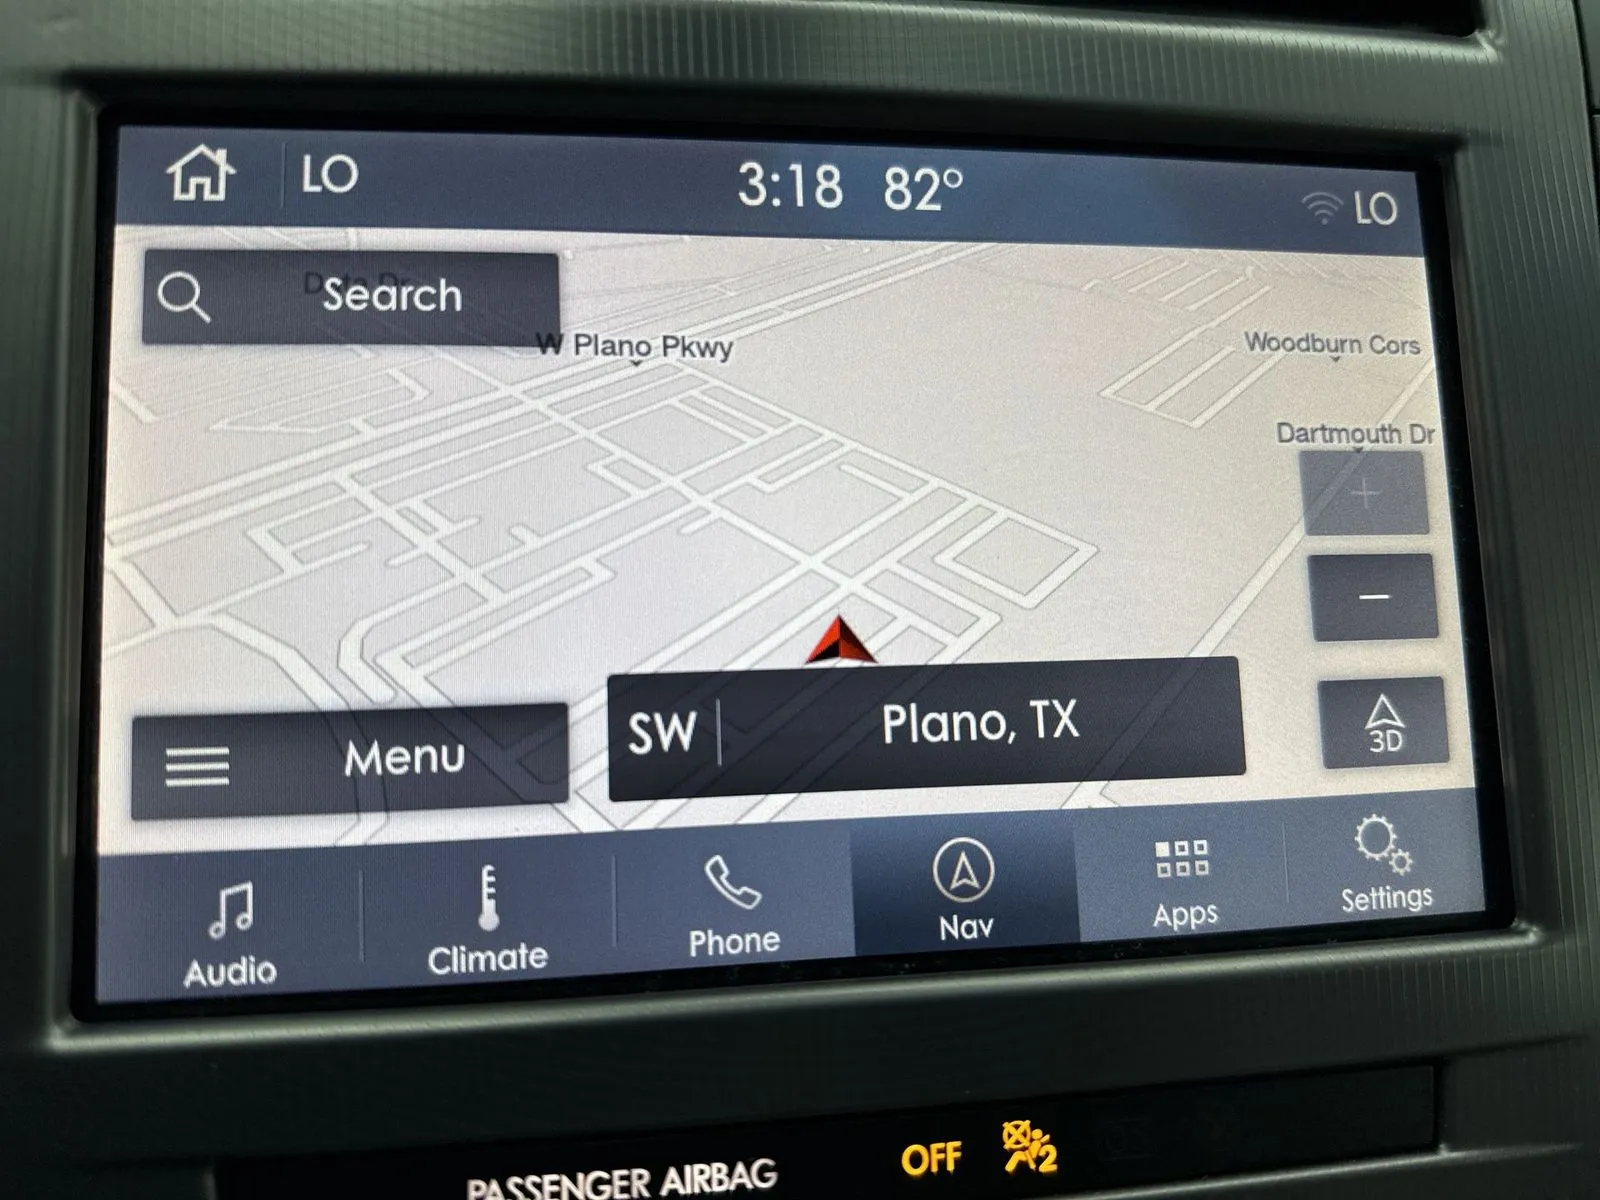 LO
3:18 82°
LO
Search
W Plano Pkwy
Woodburn Cors
Dartmouth Dr
+
−
3D
SW
Plano, TX
Menu
Audio
Climate
Phone
Nav
Apps
Settings
PASSENGER AIRBAG
OFF
2